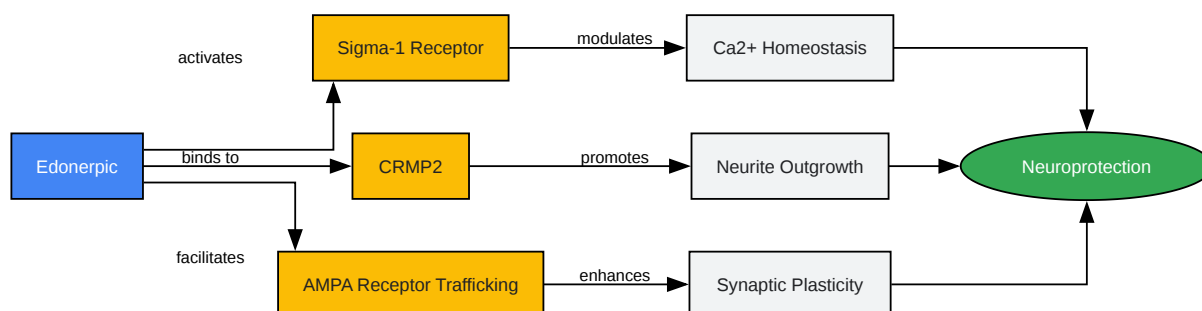 Sigma-1 Receptor
modulates
Ca2+ Homeostasis
activates
Edonerpic
binds to
CRMP2
promotes
Neurite Outgrowth
Neuroprotection
facilitates
AMPA Receptor Trafficking
enhances
Synaptic Plasticity